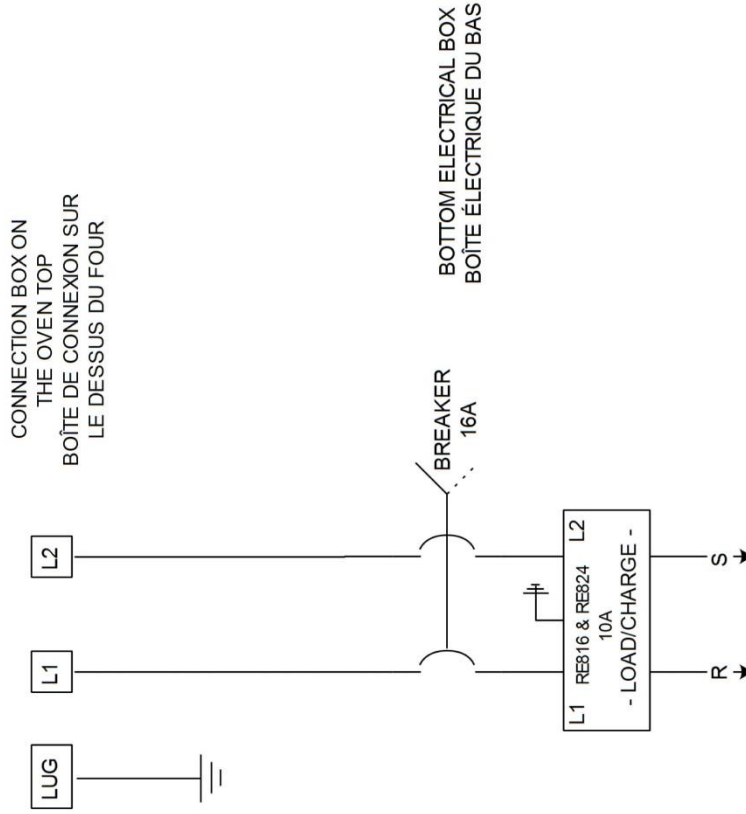 CONNECTION BOX ON
THE OVEN TOP
BOÎTE DE CONNEXION SUR
LE DESSUS DU FOUR
LUG
L1
L2
BREAKER
16A
BOTTOM ELECTRICAL BOX
BOÎTE ÉLECTRIQUE DU BAS
L1
L2
RE816 & RE824
10A
- LOAD/CHARGE -
R
S